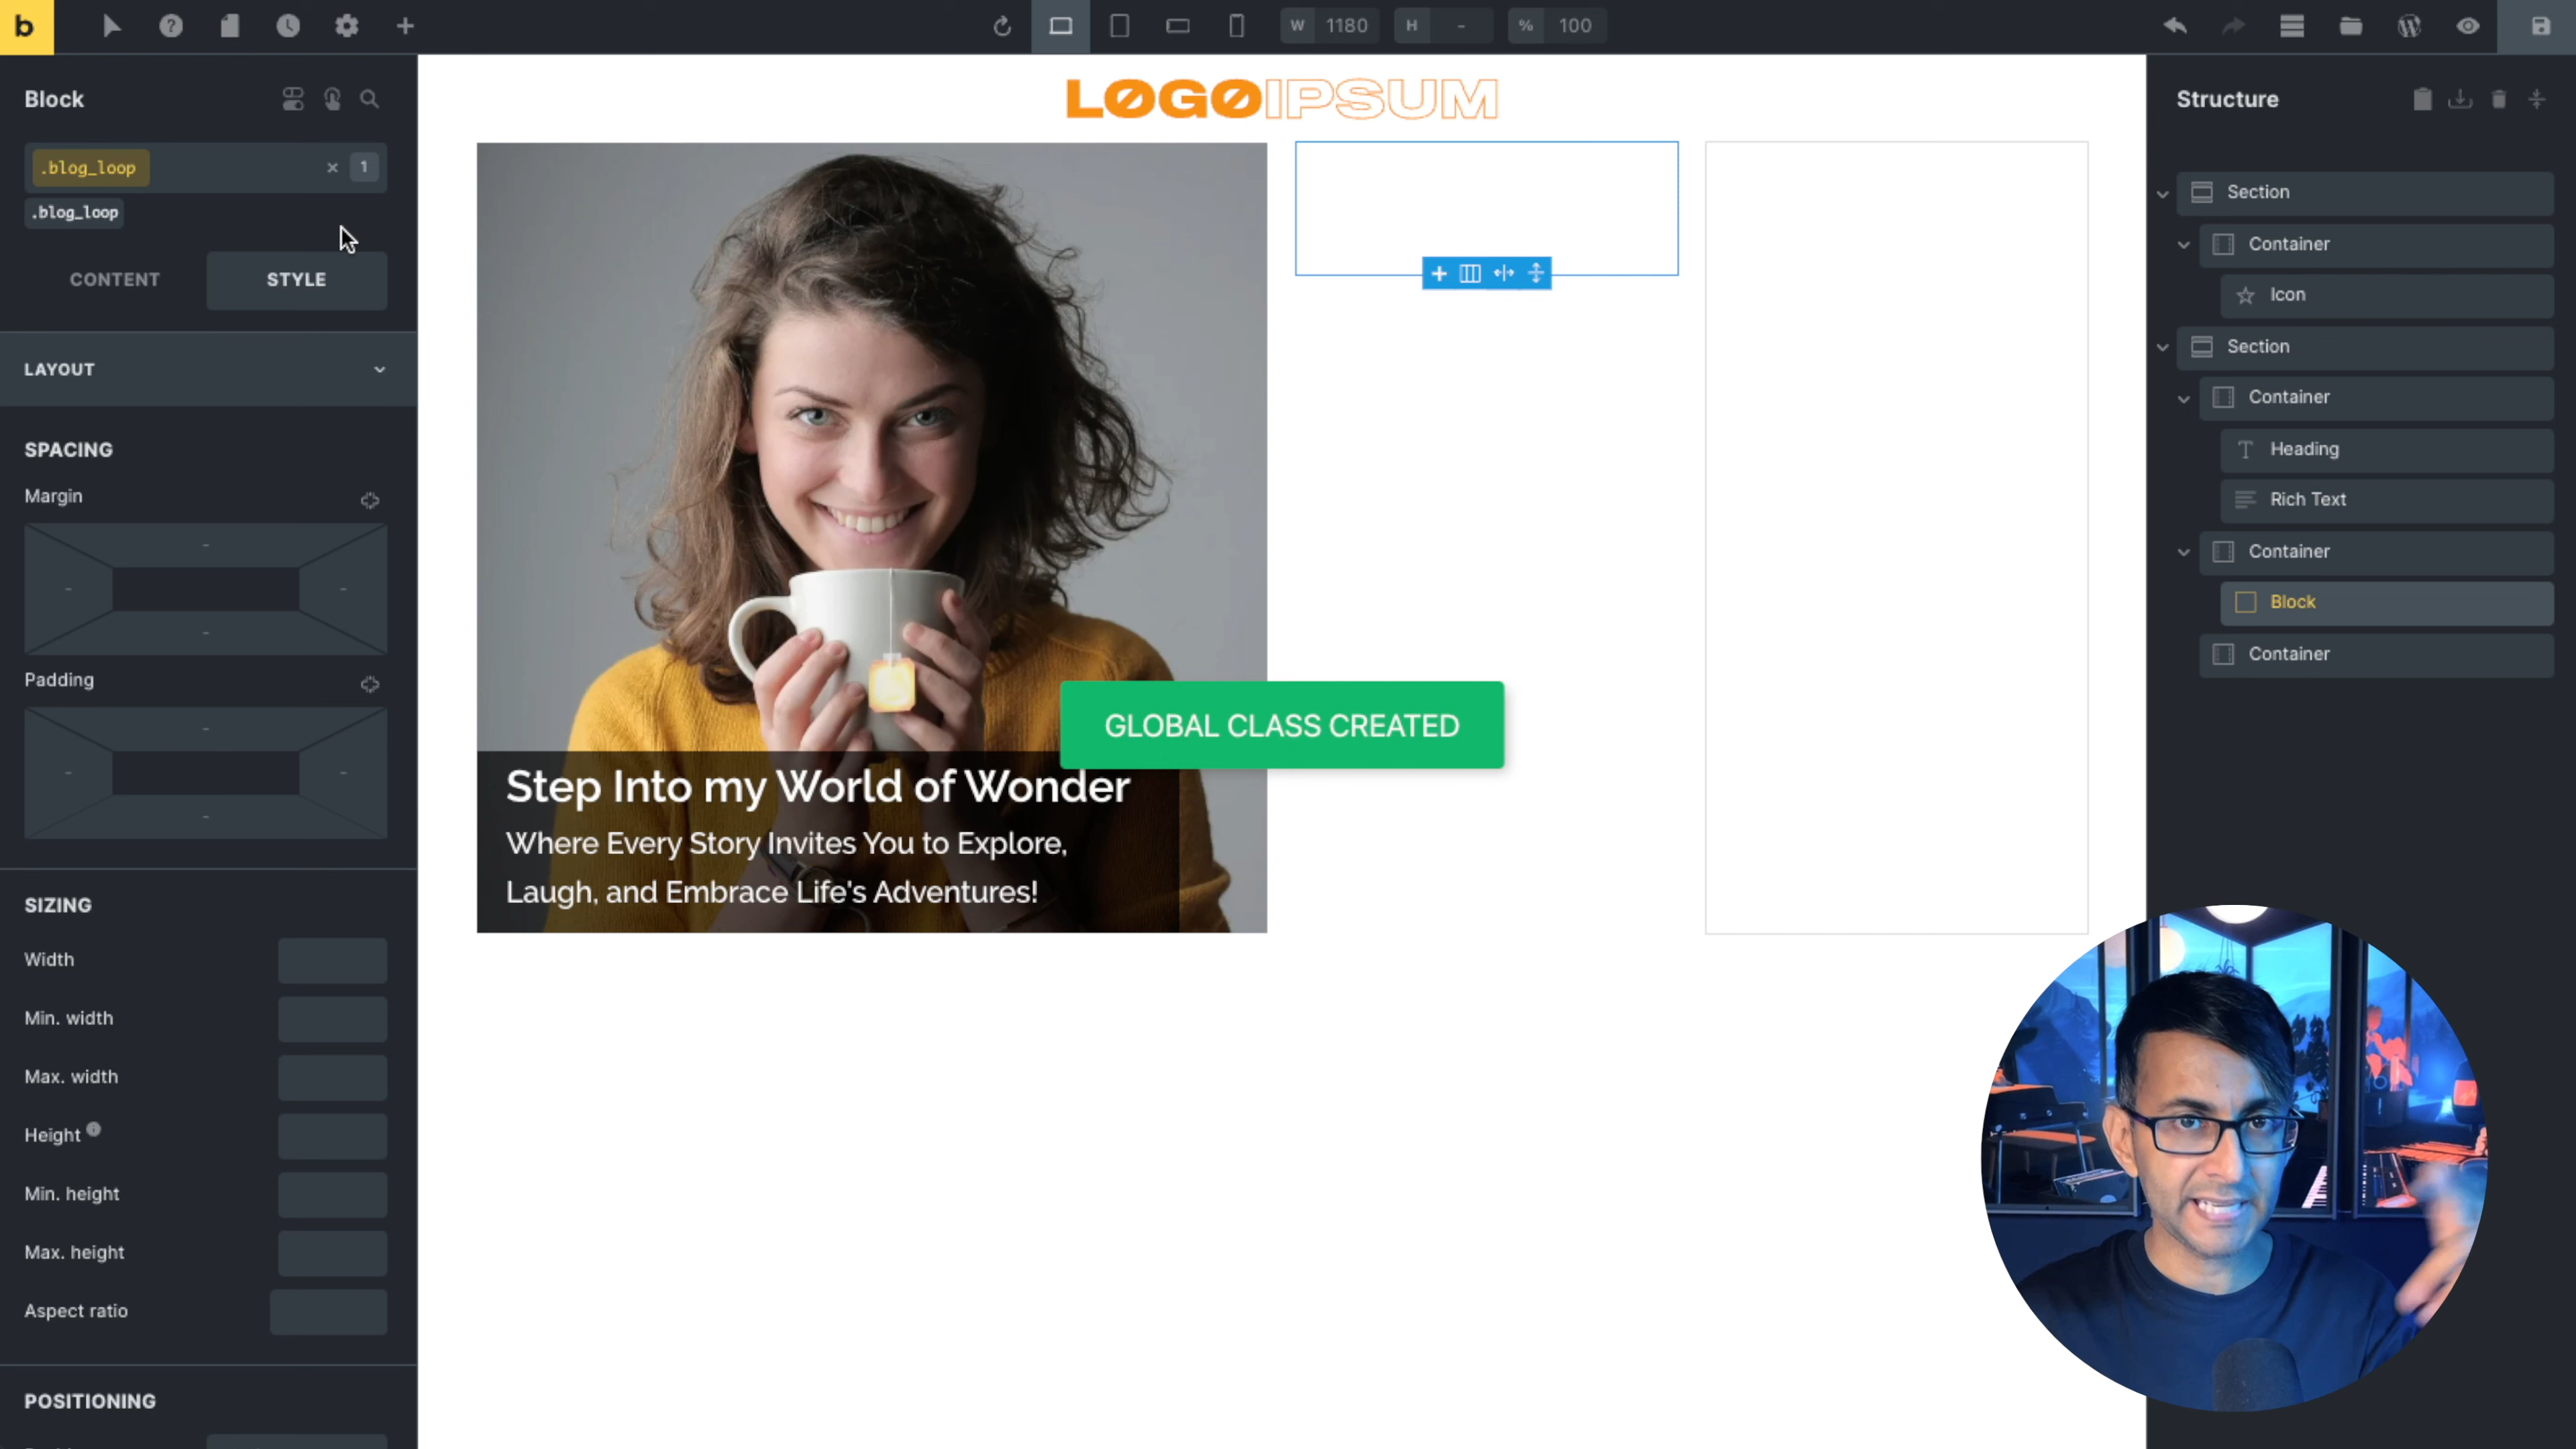 b
W 1180 H - % 100
Block
.blog_loop × 1
.blog_loop
CONTENT STYLE
LAYOUT
SPACING
Margin
-
- -
-
Padding
-
- -
-
SIZING
Width
Min. width
Max. width
Height
Min. height
Max. height
Aspect ratio
POSITIONING
LOGOIPSUM
GLOBAL CLASS CREATED
Step Into my World of Wonder
Where Every Story Invites You to Explore,
Laugh, and Embrace Life's Adventures!
Structure
Section
Container
Icon
Section
Container
Heading
Rich Text
Container
Block
Container